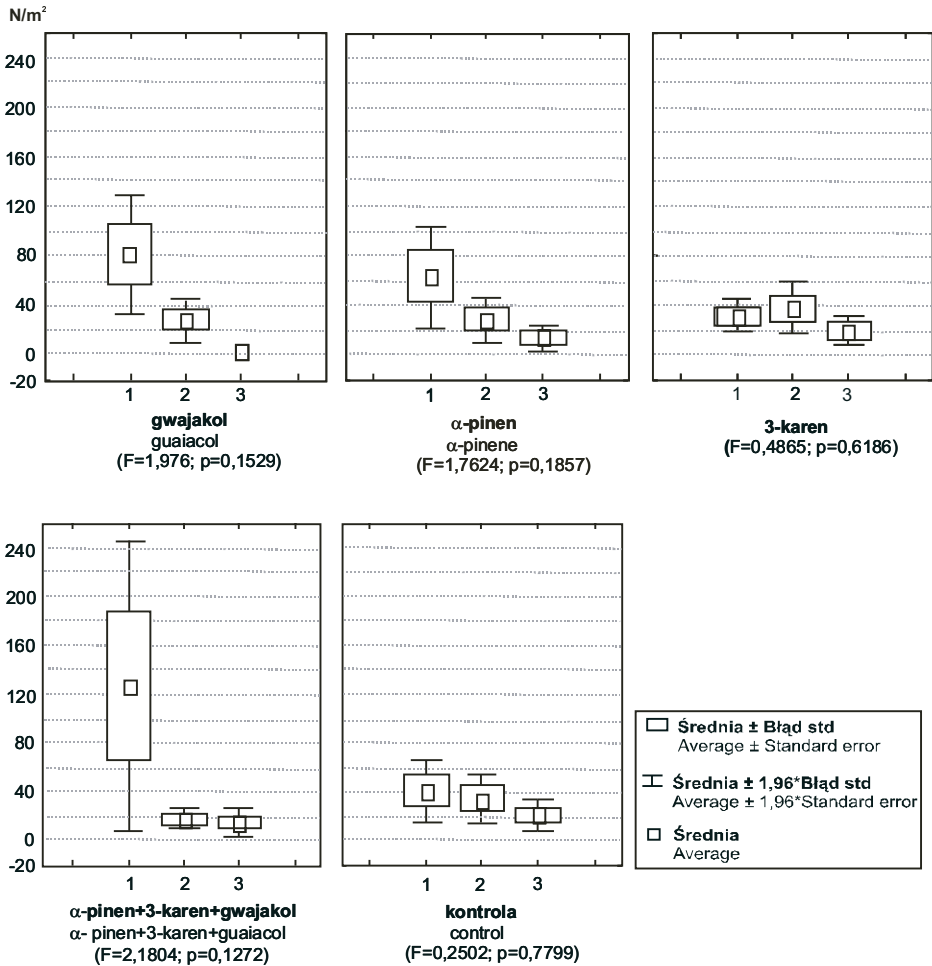 N/m²
240
200
160
120
80
40
0
-20
1 2 3
gwajakol
guaiacol
(F=1,976; p=0,1529)
1 2 3
α-pinen
α-pinene
(F=1,7624; p=0,1857)
1 2 3
3-karen
(F=0,4865; p=0,6186)
240
200
160
120
80
40
0
-20
1 2 3
α-pinen+3-karen+gwajakol
α- pinen+3-karen+guaiacol
(F=2,1804; p=0,1272)
1 2 3
kontrola
control
(F=0,2502; p=0,7799)
Średnia ± Błąd std
Average ± Standard error
Średnia ± 1,96*Błąd std
Average ± 1,96*Standard error
Średnia
Average